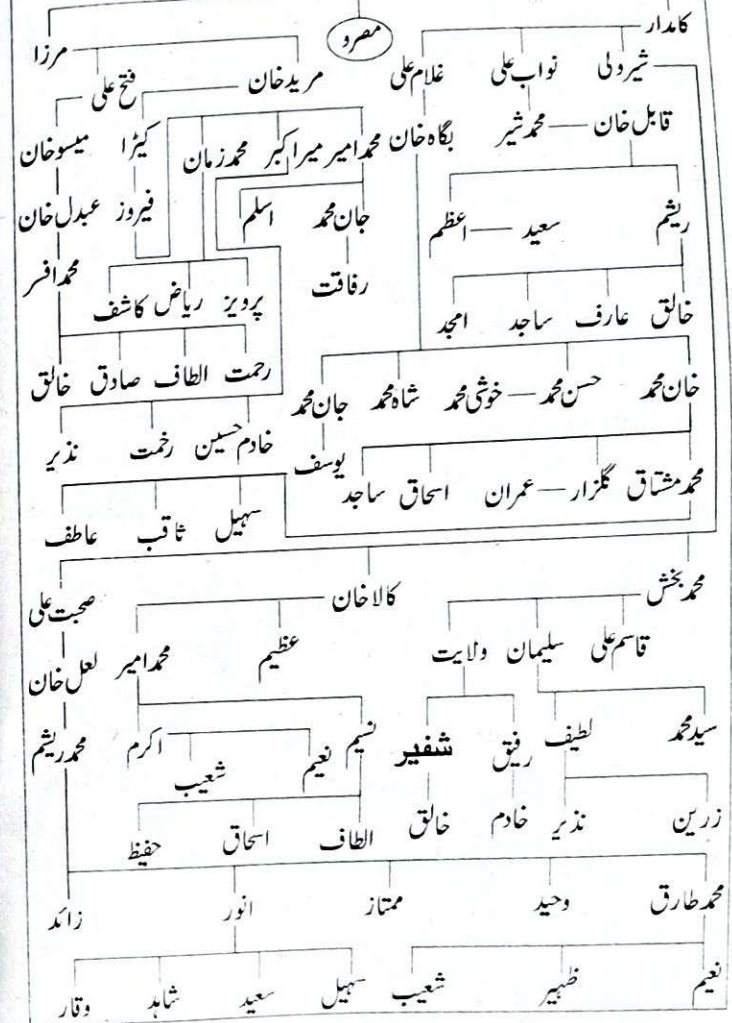 کامدار مصرو مرزا
شیرولی نواب علی غلام علی مرید خان فتح علی
قابل خان — محمد شیر بگاہ خان محمد امیر میرا کبر محمد زمان کیڑا میسو خان
ریشم سعید — اعظم جان محمد اسلم فیروز عبدل خان
رفاقت محمد افسر
خالق عارف ساجد امجد پرویز ریاض کاشف
خان محمد حسن محمد — خوشی محمد شاہ محمد جان محمد رحمت الطاف صادق خالق
یوسف خادم حسین رحمت نذیر
محمد مشتاق گلزار — عمران اسحاق ساجد
سہیل ثاقب عاطف
محمد بخش کالا خان صحبت علی
قاسم علی سلیمان ولایت عظیم محمد امیر لعل خان
سید محمد لطیف رفیق شفیر نسیم نعیم شعیب اکرم محمد ریشم
زرین نذیر خادم خالق الطاف اسحاق حفیظ
محمد طارق وحید ممتاز انور زائد
نعیم ظہیر شعیب سہیل سعید شاہد وقار